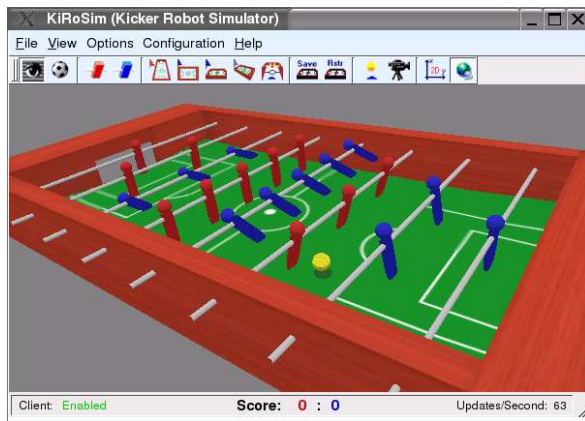 KiRoSim (Kicker Robot Simulator)
File View Options Configuration Help
Save Rstr 2D y x
Client: Enabled Score: 0 : 0 Updates/Second: 63